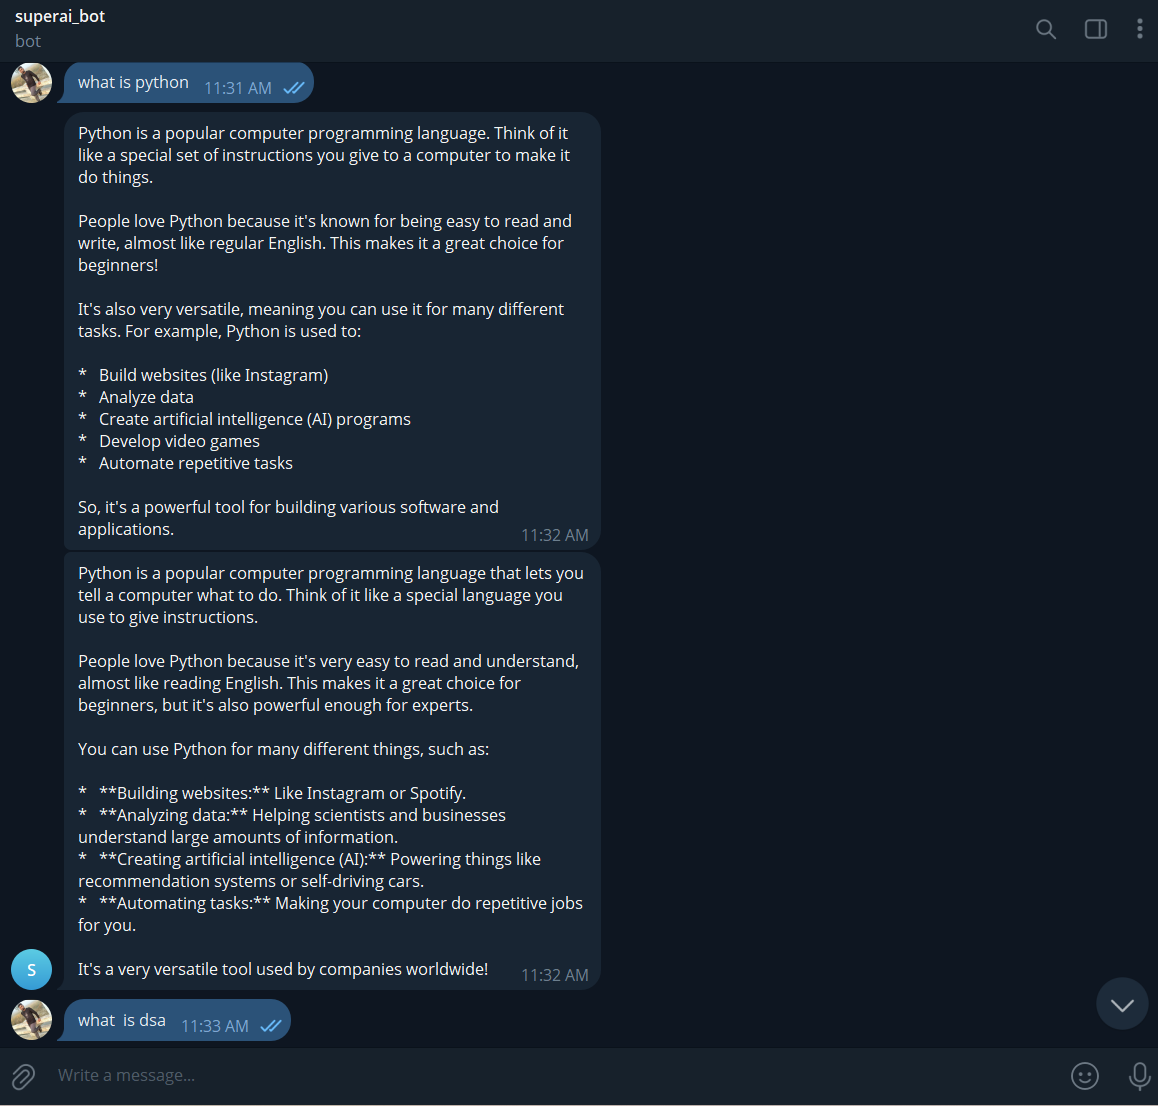 superai_bot
bot
what is python 11:31 AM
Python is a popular computer programming language. Think of it
like a special set of instructions you give to a computer to make it
do things.
People love Python because it's known for being easy to read and
write, almost like regular English. This makes it a great choice for
beginners!
It's also very versatile, meaning you can use it for many different
tasks. For example, Python is used to:
* Build websites (like Instagram)
* Analyze data
* Create artificial intelligence (AI) programs
* Develop video games
* Automate repetitive tasks
So, it's a powerful tool for building various software and
applications. 11:32 AM
Python is a popular computer programming language that lets you
tell a computer what to do. Think of it like a special language you
use to give instructions.
People love Python because it's very easy to read and understand,
almost like reading English. This makes it a great choice for
beginners, but it's also powerful enough for experts.
You can use Python for many different things, such as:
* **Building websites:** Like Instagram or Spotify.
* **Analyzing data:** Helping scientists and businesses
understand large amounts of information.
* **Creating artificial intelligence (AI):** Powering things like
recommendation systems or self-driving cars.
* **Automating tasks:** Making your computer do repetitive jobs
for you.
S
It's a very versatile tool used by companies worldwide! 11:32 AM
what  is dsa 11:33 AM
Write a message...